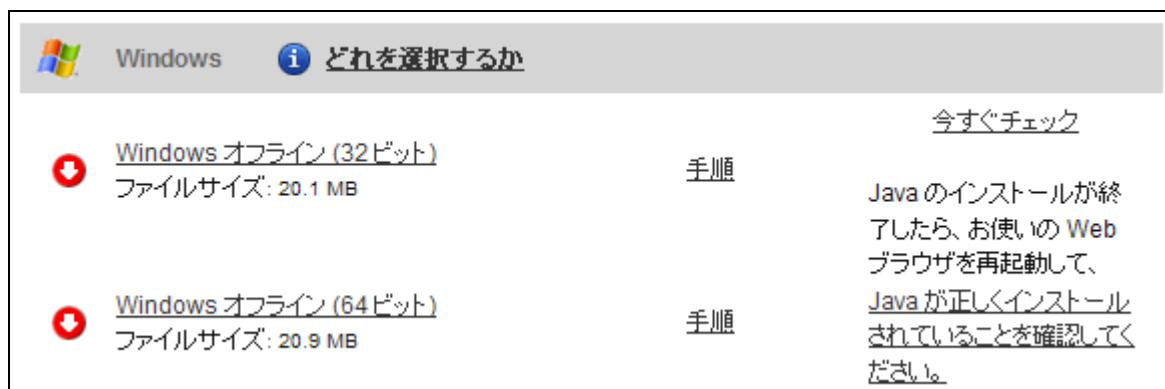 Windows どれを選択するか
今すぐチェック
Windows オフライン (32ビット) 手順
ファイルサイズ: 20.1 MB
Java のインストールが終
了したら、お使いの Web
ブラウザを再起動して、
Java が正しくインストール
されていることを確認してく
ださい。
Windows オフライン (64ビット) 手順
ファイルサイズ: 20.9 MB